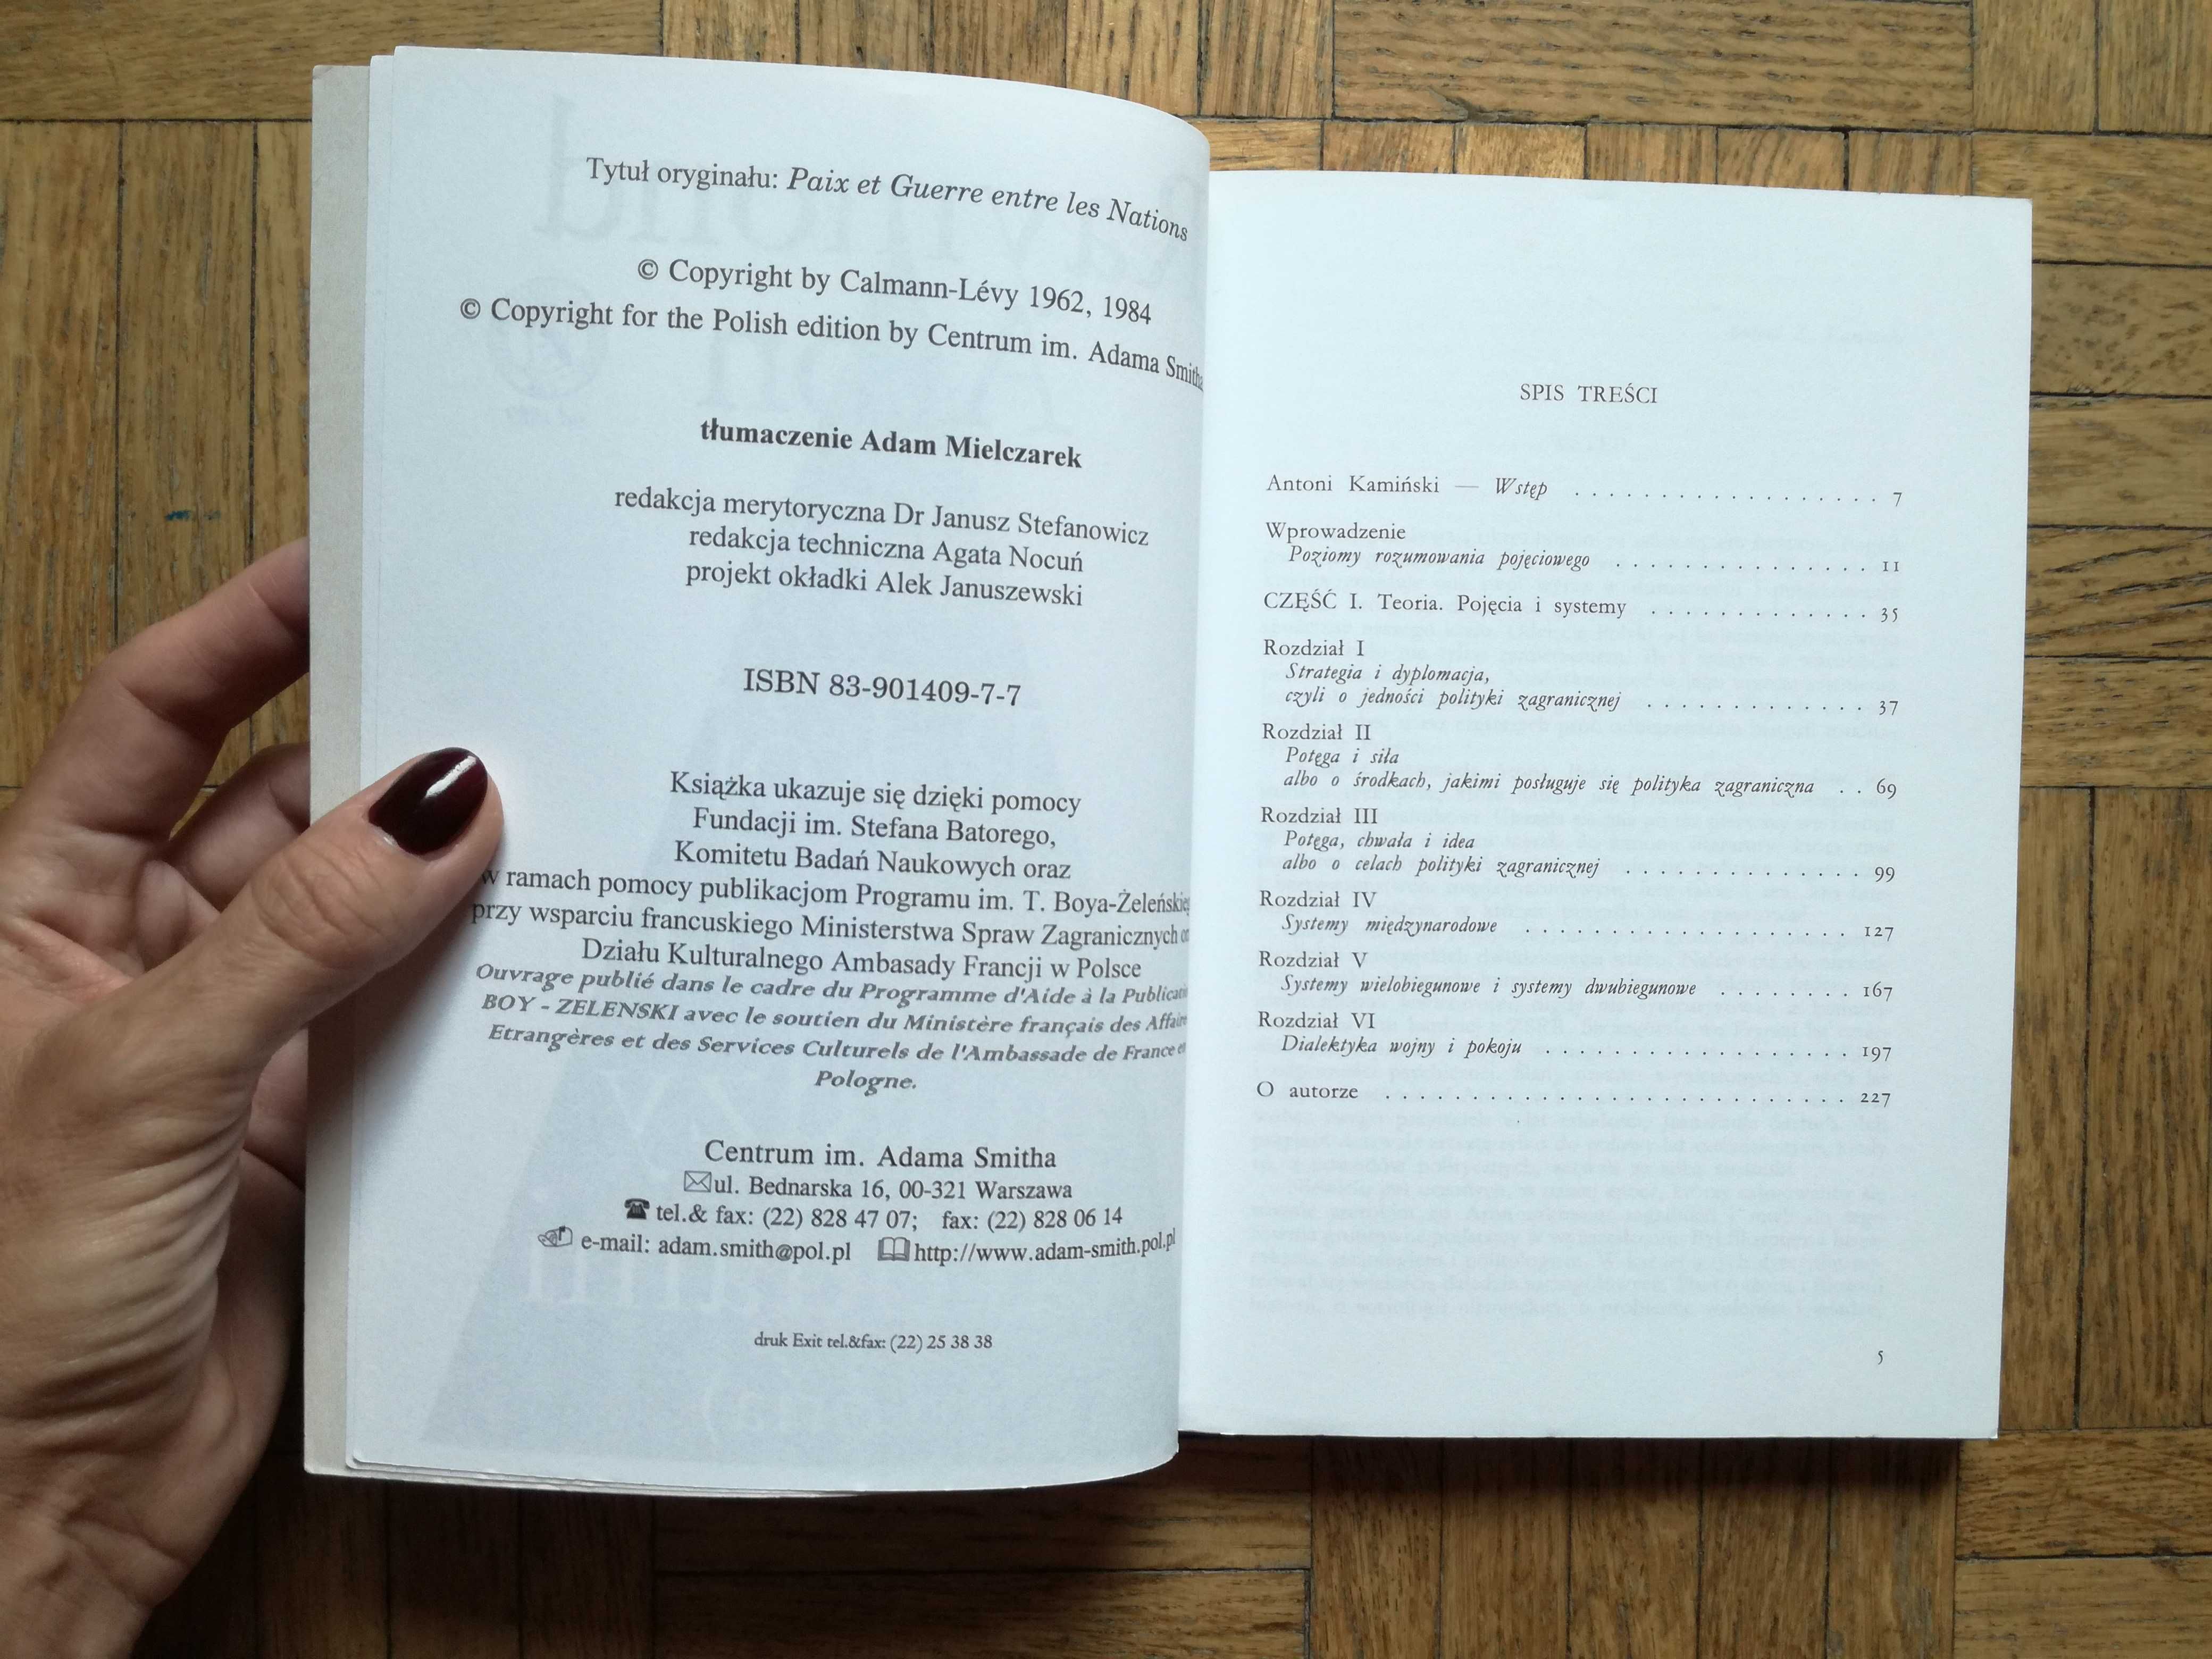 Tytuł oryginału: Paix et Guerre entre les Nations
© Copyright by Calmann-Lévy 1962, 1984
© Copyright for the Polish edition by Centrum im. Adama Smitha
tłumaczenie Adam Mielczarek
redakcja merytoryczna Dr Janusz Stefanowicz
redakcja techniczna Agata Nocuń
projekt okładki Alek Januszewski
ISBN 83-901409-7-7
Książka ukazuje się dzięki pomocy
Fundacji im. Stefana Batorego,
Komitetu Badań Naukowych oraz
w ramach pomocy publikacjom Programu im. T.
przy wsparciu francuskiego Ministerstwa Spraw Zagranicznych
Działu Kulturalnego Ambasady Francji w Polsce
Ouvrage publié dans le cadre du Programme d'Aide à la
BOY - ZELENSKI avec le soutien du Ministère français des
Etrangères et des Services Culturels de l'Ambassade de France
Pologne.
Centrum im. Adama Smitha
ul. Bednarska 16, 00-321 Warszawa
tel.& fax: (22) 828 47 07; fax: (22) 828 06 14
e-mail: adam.smith@pol.pl http://www.adam-smith.pol.pl
druk Exit tel.&fax: (22) 25 38 38
SPIS TREŚCI
Antoni Kamiński — Wstęp . . . . . . . . . . . . . . . . . . 7
Wprowadzenie
Poziomy rozumowania pojęciowego . . . . . . . . . . . . . . . 11
CZĘŚĆ I. Teoria. Pojęcia i systemy . . . . . . . . . . . . . 35
Rozdział I
Strategia i dyplomacja,
czyli o jedności polityki zagranicznej . . . . . . . . . . . . . 37
Rozdział II
Potęga i siła
albo o środkach, jakimi posługuje się polityka zagraniczna . . 69
Rozdział III
Potęga, chwała i idea
albo o celach polityki zagranicznej . . . . . . . . . . . . . . 99
Rozdział IV
Systemy międzynarodowe . . . . . . . . . . . . . . . . . . . 127
Rozdział V
Systemy wielobiegunowe i systemy dwubiegunowe . . . . . . . . 167
Rozdział VI
Dialektyka wojny i pokoju . . . . . . . . . . . . . . . . . . 197
O autorze . . . . . . . . . . . . . . . . . . . . . . . . . . . 227
5